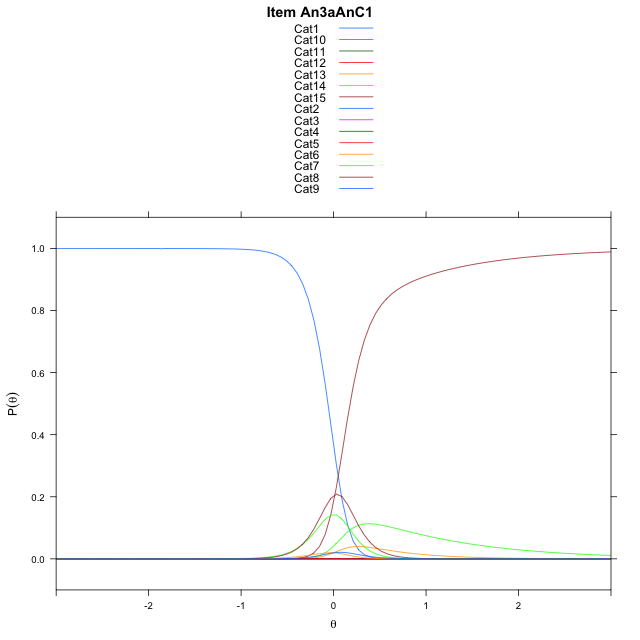 Item An3aAnC1
Cat1
Cat10
Cat11
Cat12
Cat13
Cat14
Cat15
Cat2
Cat3
Cat4
Cat5
Cat6
Cat7
Cat8
Cat9
1.0
0.8
0.6
0.4
0.2
0.0
P(θ)
-2 -1 0 1 2
θ